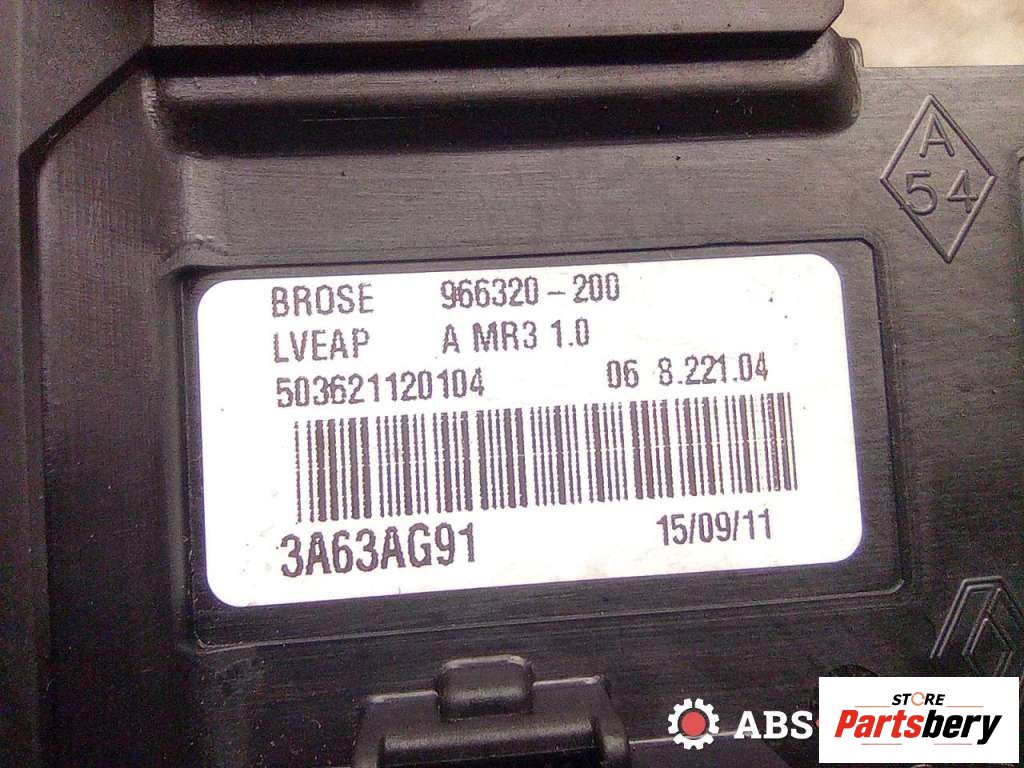 A
54
BROSE 966320-200
LVEAP A MR3 1.0
503621120104 06 8.221.04
3A63AG91 15/09/11
ABS
STORE
Partsbery